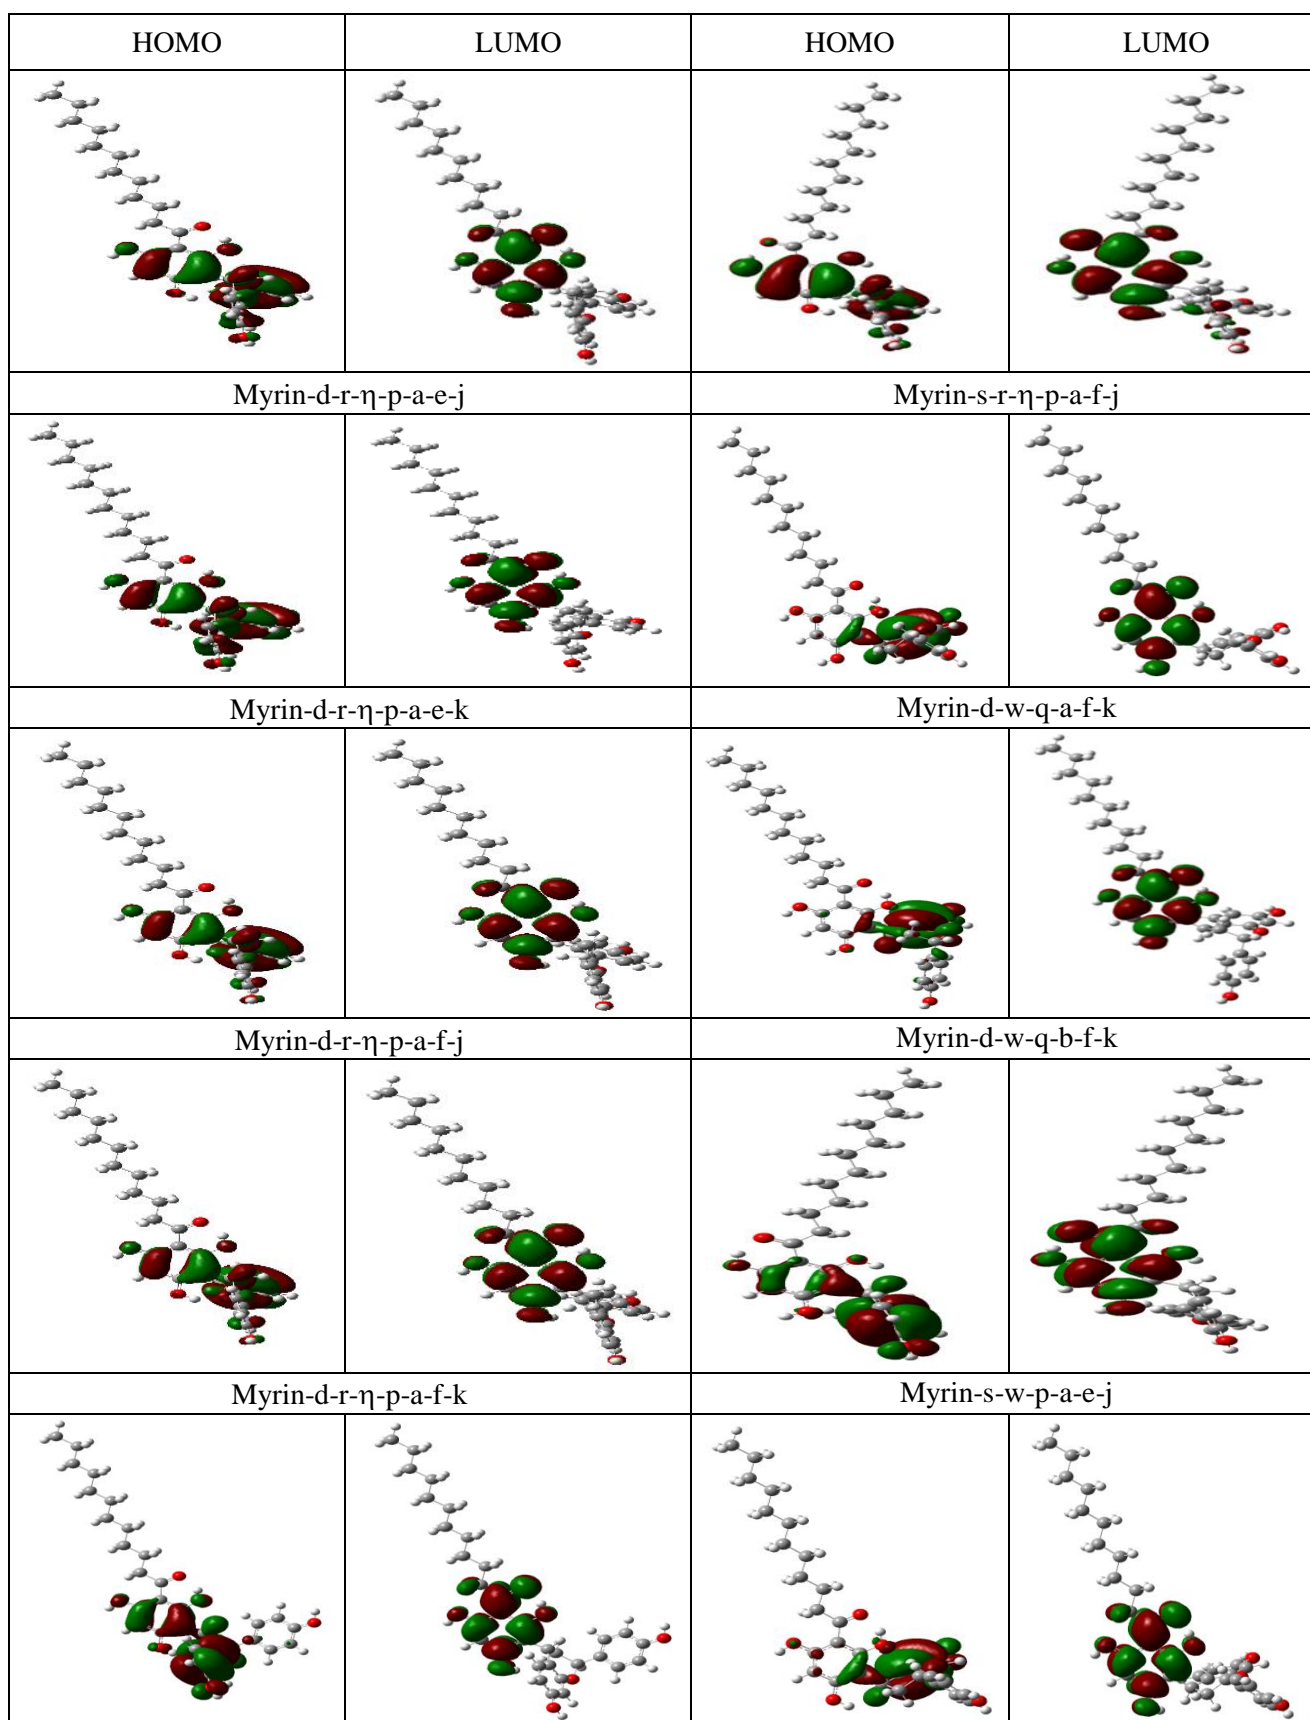 HOMO LUMO HOMO LUMO
Myrin-d-r-η-p-a-e-j Myrin-s-r-η-p-a-f-j
Myrin-d-r-η-p-a-e-k Myrin-d-w-q-a-f-k
Myrin-d-r-η-p-a-f-j Myrin-d-w-q-b-f-k
Myrin-d-r-η-p-a-f-k Myrin-s-w-p-a-e-j